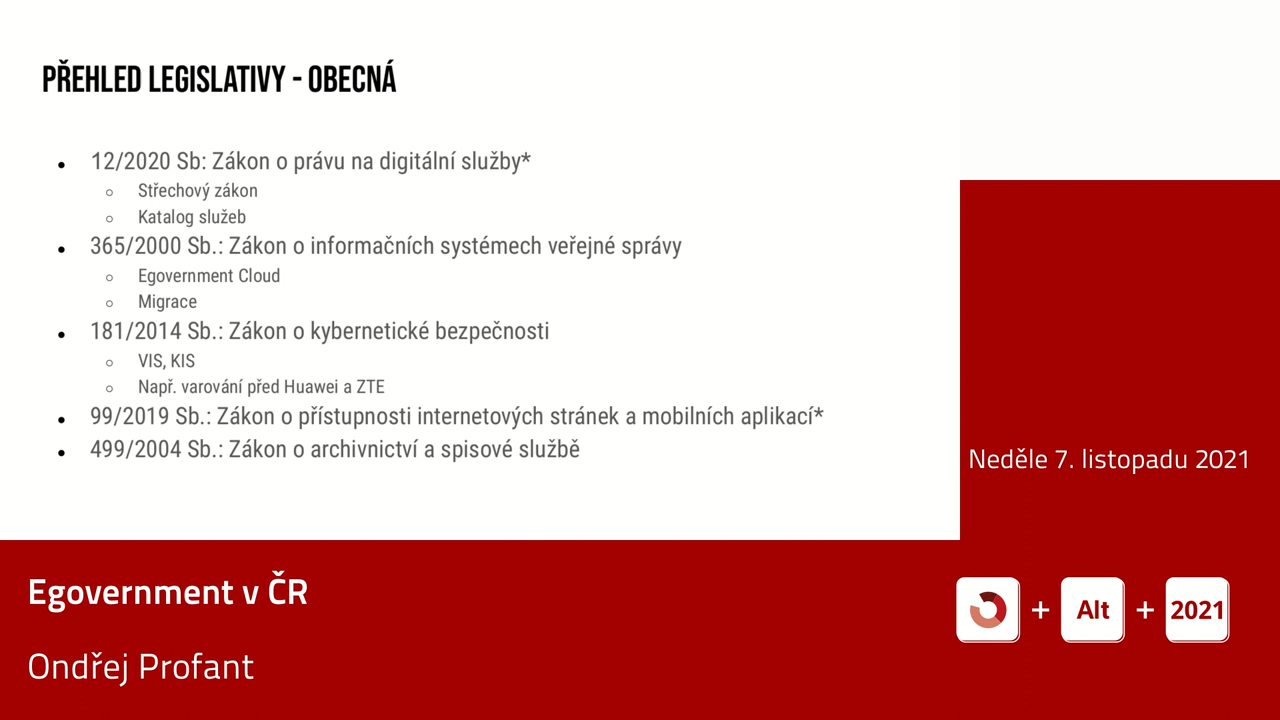 PŘEHLED LEGISLATIVY - OBECNÁ
12/2020 Sb: Zákon o právu na digitální služby*
Střechový zákon
Katalog služeb
365/2000 Sb.: Zákon o informačních systémech veřejné správy
Egovernment Cloud
Migrace
181/2014 Sb.: Zákon o kybernetické bezpečnosti
VIS, KIS
Např. varování před Huawei a ZTE
99/2019 Sb.: Zákon o přístupnosti internetových stránek a mobilních aplikací*
499/2004 Sb.: Zákon o archivnictví a spisové službě
Neděle 7. listopadu 2021
Egovernment v ČR
Ondřej Profant
+ Alt + 2021